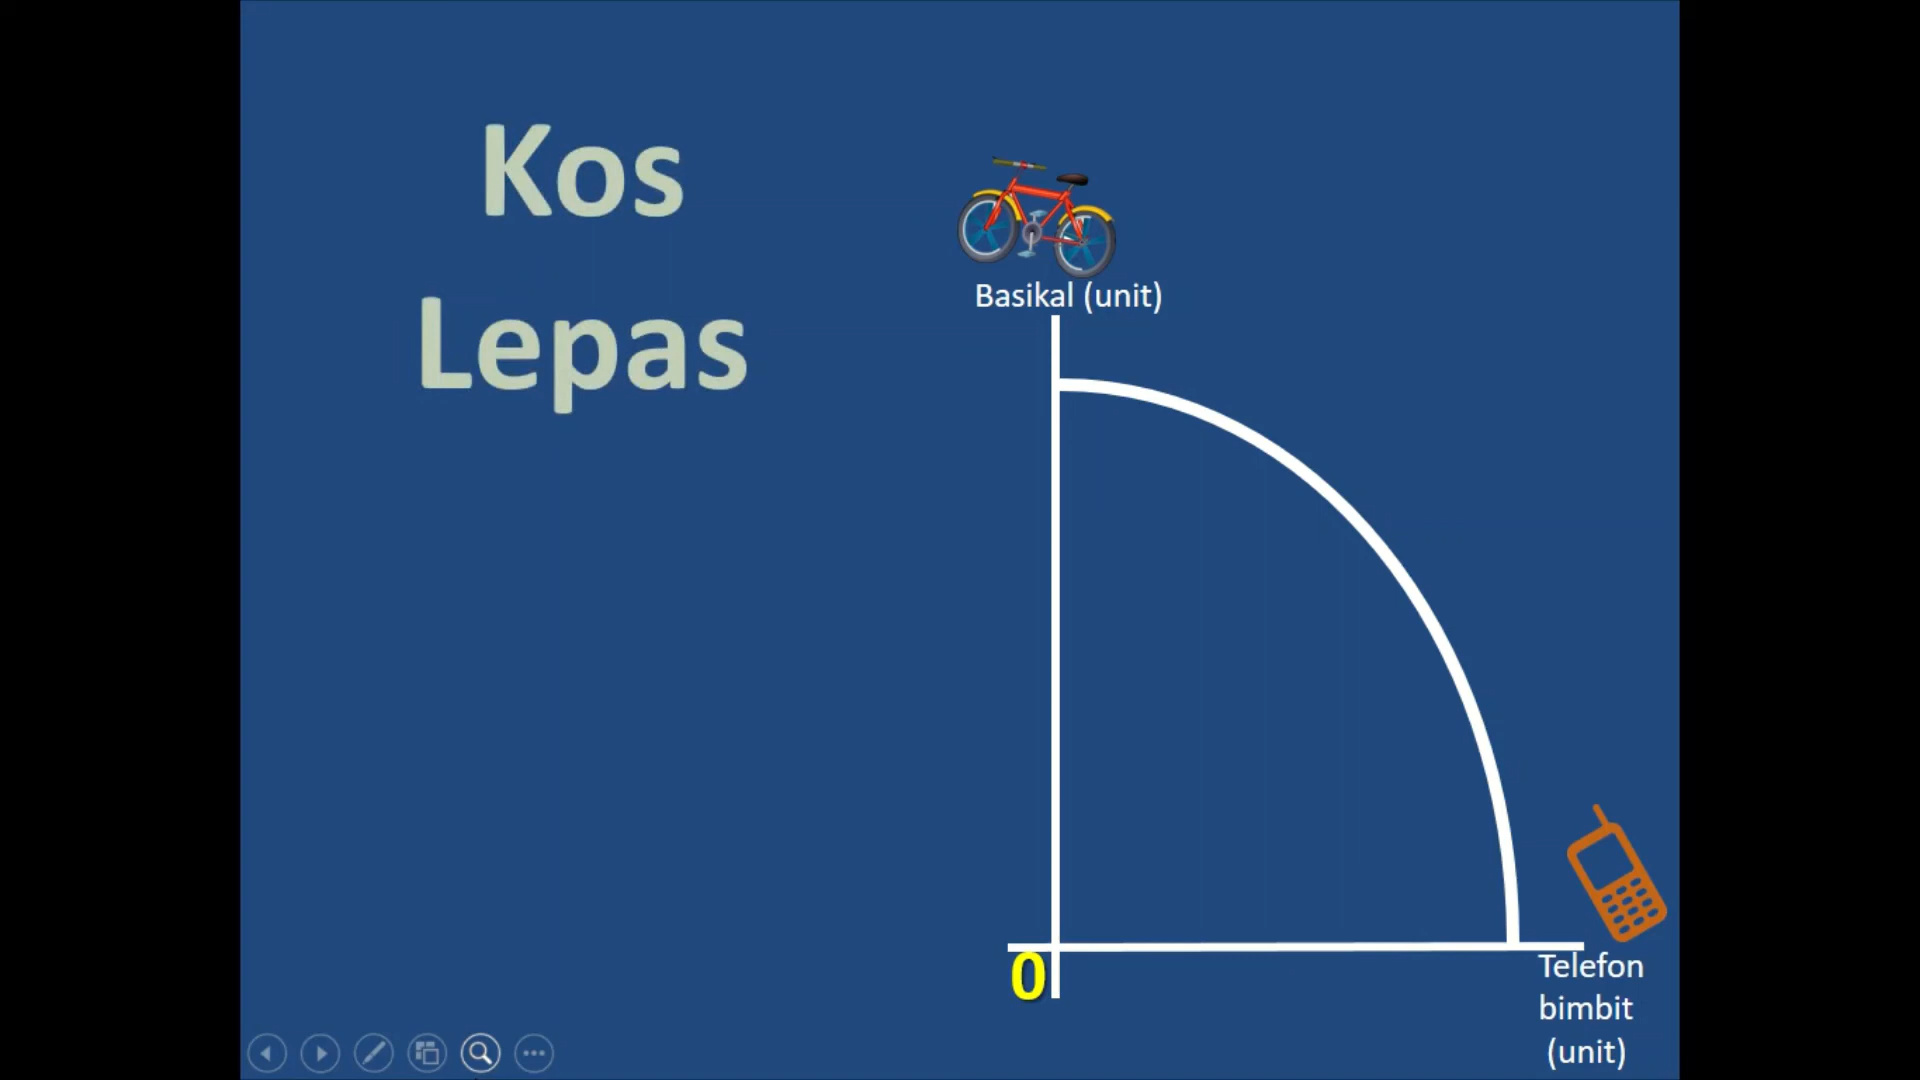 Kos
Lepas
Basikal (unit)
0
Telefon
bimbit
(unit)